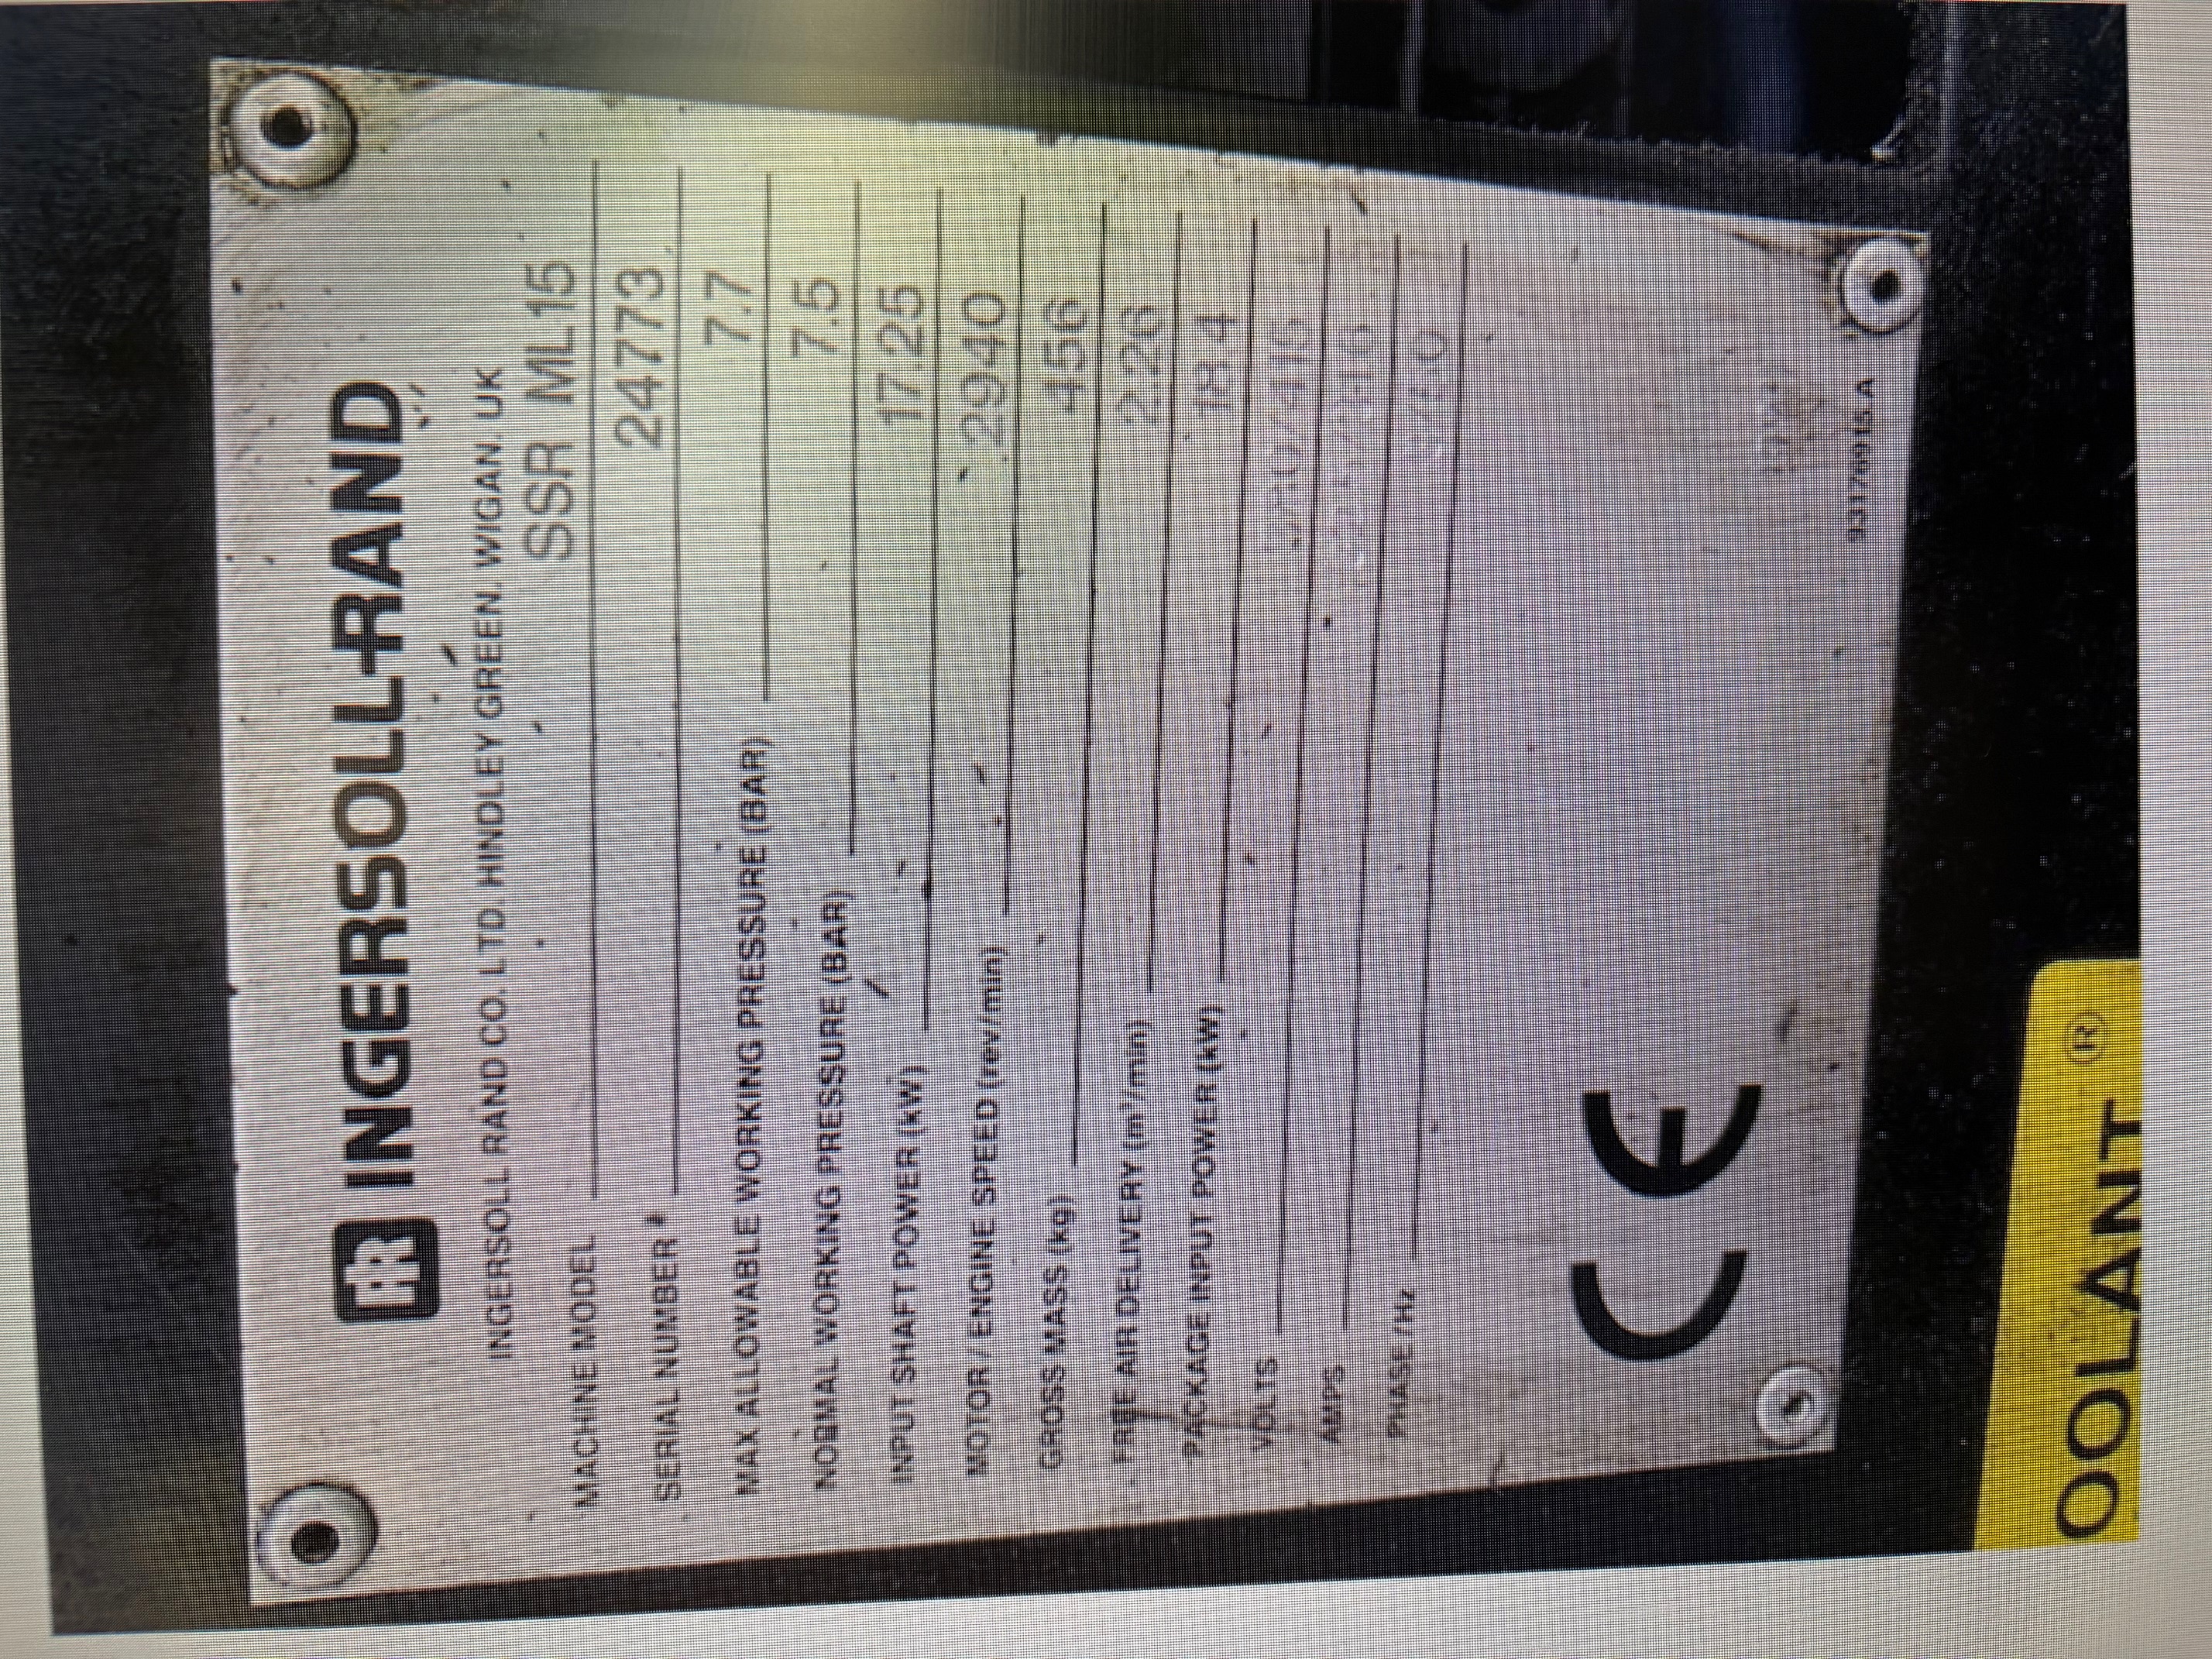 IR INGERSOLL-RAND
INGERSOLL RAND CO. LTD. HINDLEY GREEN. WIGAN. UK
MACHINE MODEL SSR ML15
SERIAL NUMBER 24773
MAX ALLOWABLE WORKING PRESSURE (BAR) 7.7
NORMAL WORKING PRESSURE (BAR) 7.5
INPUT SHAFT POWER (kW) 17.25
MOTOR / ENGINE SPEED (rev/min) 2940
GROSS MASS (kg) 456
FREE AIR DELIVERY (m³/min) 2.26
PACKAGE INPUT POWER (kW) 18.4
VOLTS
AMPS
PHASE /Hz
CE
OOLANT ®